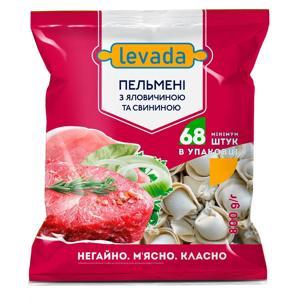 levada
ПЕЛЬМЕНІ
З ЯЛОВИЧИНОЮ
ТА СВИНИНОЮ
68 МІНІМУМ
ШТУК
В УПАКОВЦІ
800 g/г
НЕГАЙНО. М'ЯСНО. КЛАСНО